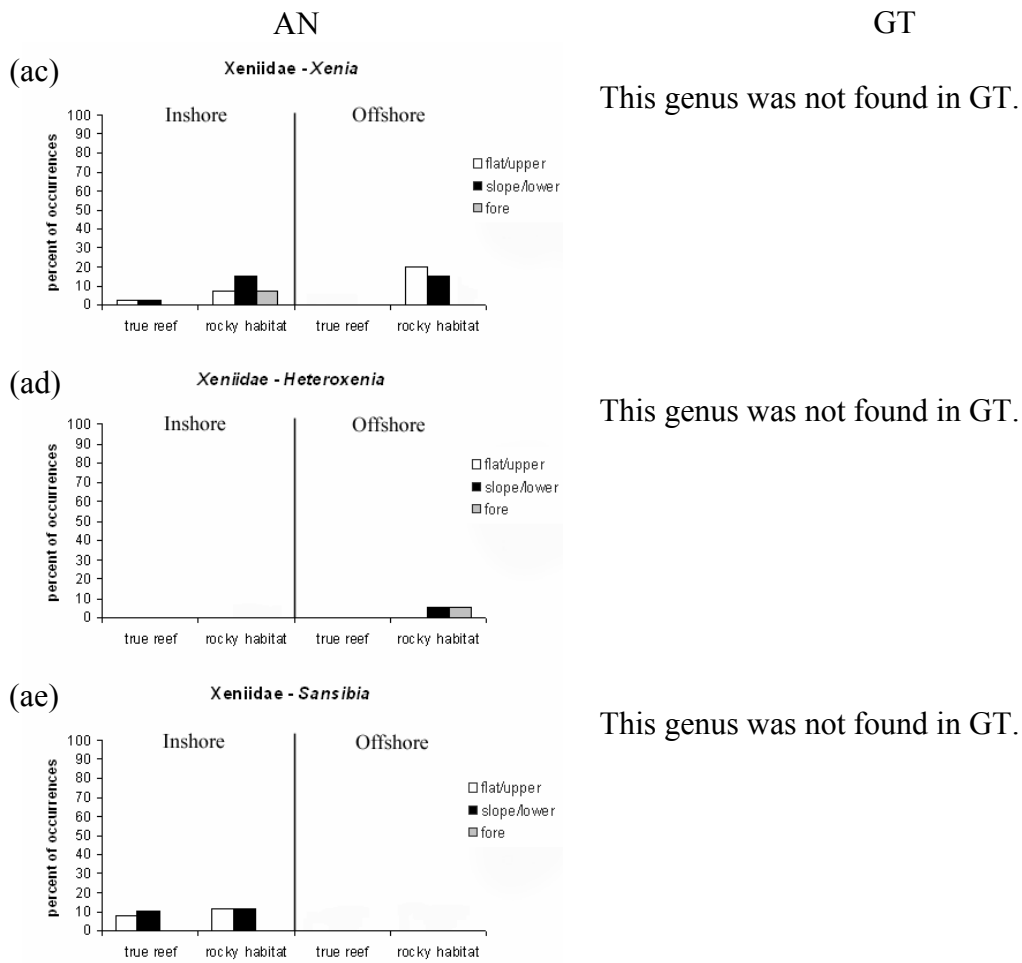 AN GT
(ac)
Xeniidae - Xenia
This genus was not found in GT.
Inshore Offshore
percent of occurrences
100
90
80
70
60
50
40
30
20
10
0
flat/upper
slope/lower
fore
true reef rocky habitat true reef rocky habitat
(ad)
Xeniidae - Heteroxenia
This genus was not found in GT.
Inshore Offshore
percent of occurrences
100
90
80
70
60
50
40
30
20
10
0
flat/upper
slope/lower
fore
true reef rocky habitat true reef rocky habitat
(ae)
Xeniidae - Sansibia
This genus was not found in GT.
Inshore Offshore
percent of occurrences
100
90
80
70
60
50
40
30
20
10
0
flat/upper
slope/lower
fore
true reef rocky habitat true reef rocky habitat